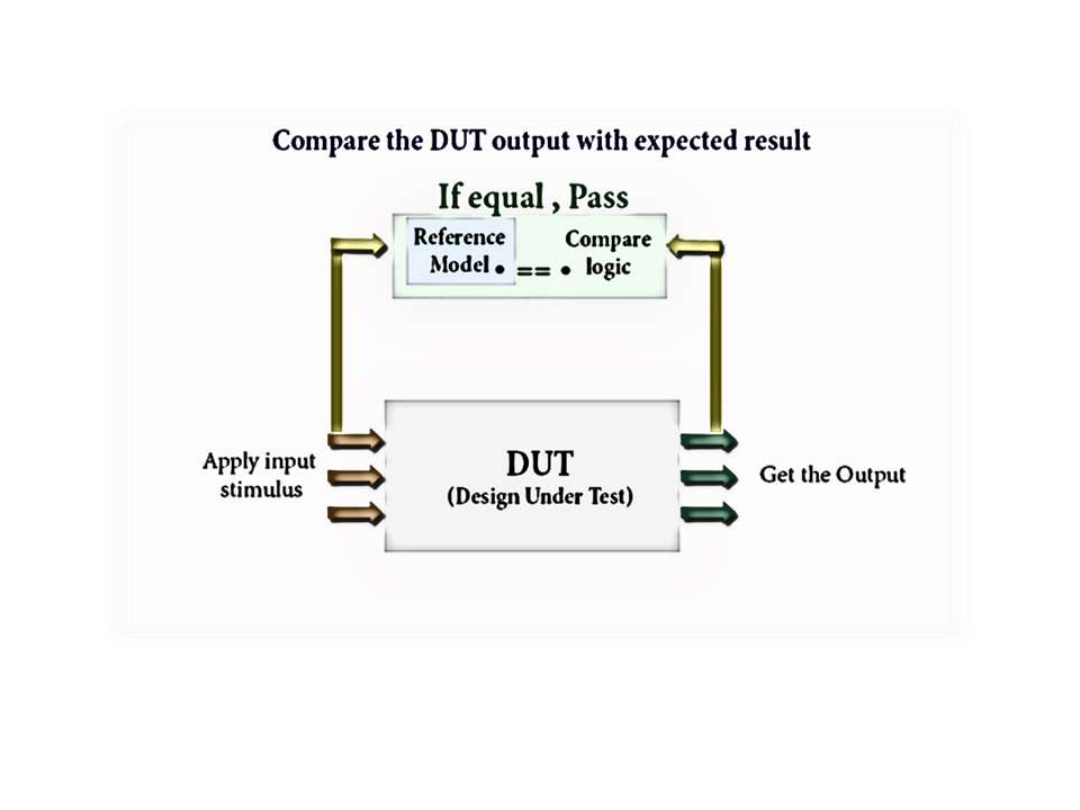 Compare the DUT output with expected result
If equal , Pass
Reference
Model • == • 
Compare
logic
Apply input
stimulus
DUT
(Design Under Test)
Get the Output